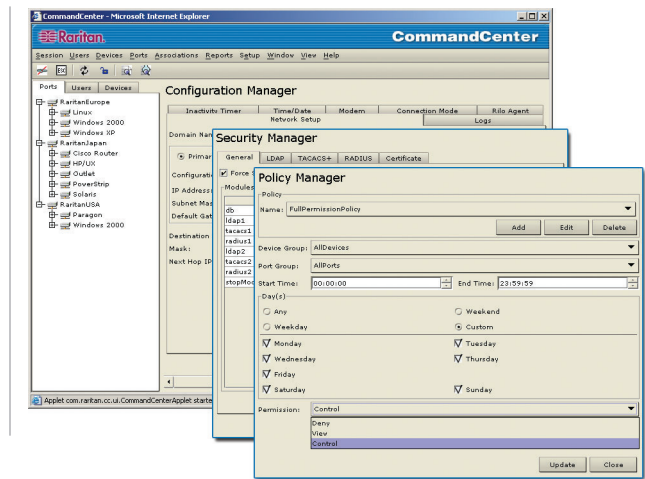 CommandCenter - Microsoft Internet Explorer
Raritan.
CommandCenter
Session Users Devices Ports Associations Reports Setup Window View Help
Ports Users Devices
RaritanEurope
Linux
Windows 2000
Windows XP
RaritanJapan
Cisco Router
HP/UX
Outlet
PowerStrip
Solaris
RaritanUSA
Paragon
Windows 2000
Configuration Manager
Inactivity Timer Time/Date Modem Connection Mode Rilo Agent
Network Setup Logs
Domain Nam
Primar
Configurati
IP Address:
Subnet Mas
Default Gat
Destination
Mask:
Next Hop IP
Applet com.raritan.cc.ui.CommandCenterApplet starte
Security Manager
General LDAP TACACS+ RADIUS Certificate
Force
Modules
db
ldap1
tacacs1
radius1
ldap2
tacacs2
radius2
stopMod
Policy Manager
Policy
Name: FullPermissionPolicy
Add Edit Delete
Device Group: AllDevices
Port Group: AllPorts
Start Time: 00:00:00 End Time: 23:59:59
Day(s)
Any Weekend
Weekday Custom
Monday Tuesday
Wednesday Thursday
Friday
Saturday Sunday
Permission: Control
Deny
View
Control
Update Close